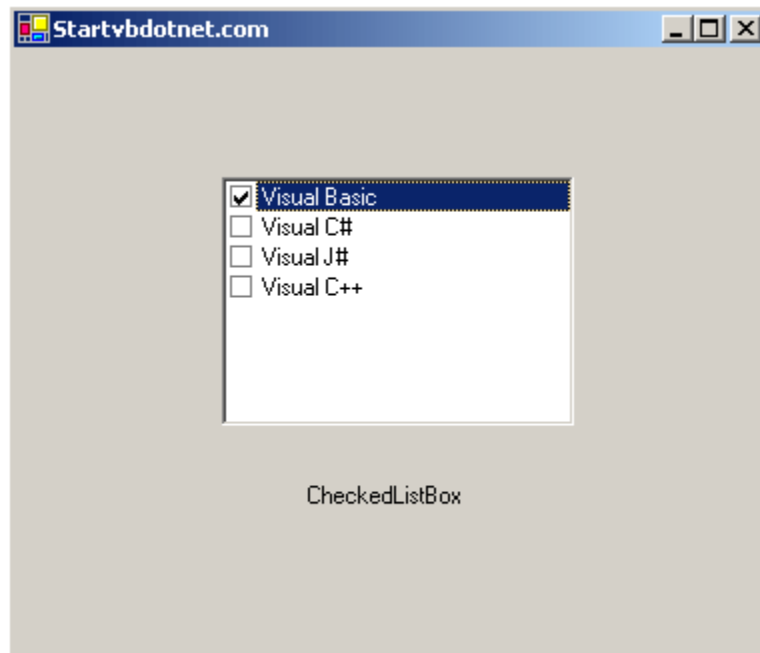 Startvbdotnet.com
Visual Basic
Visual C#
Visual J#
Visual C++
CheckedListBox